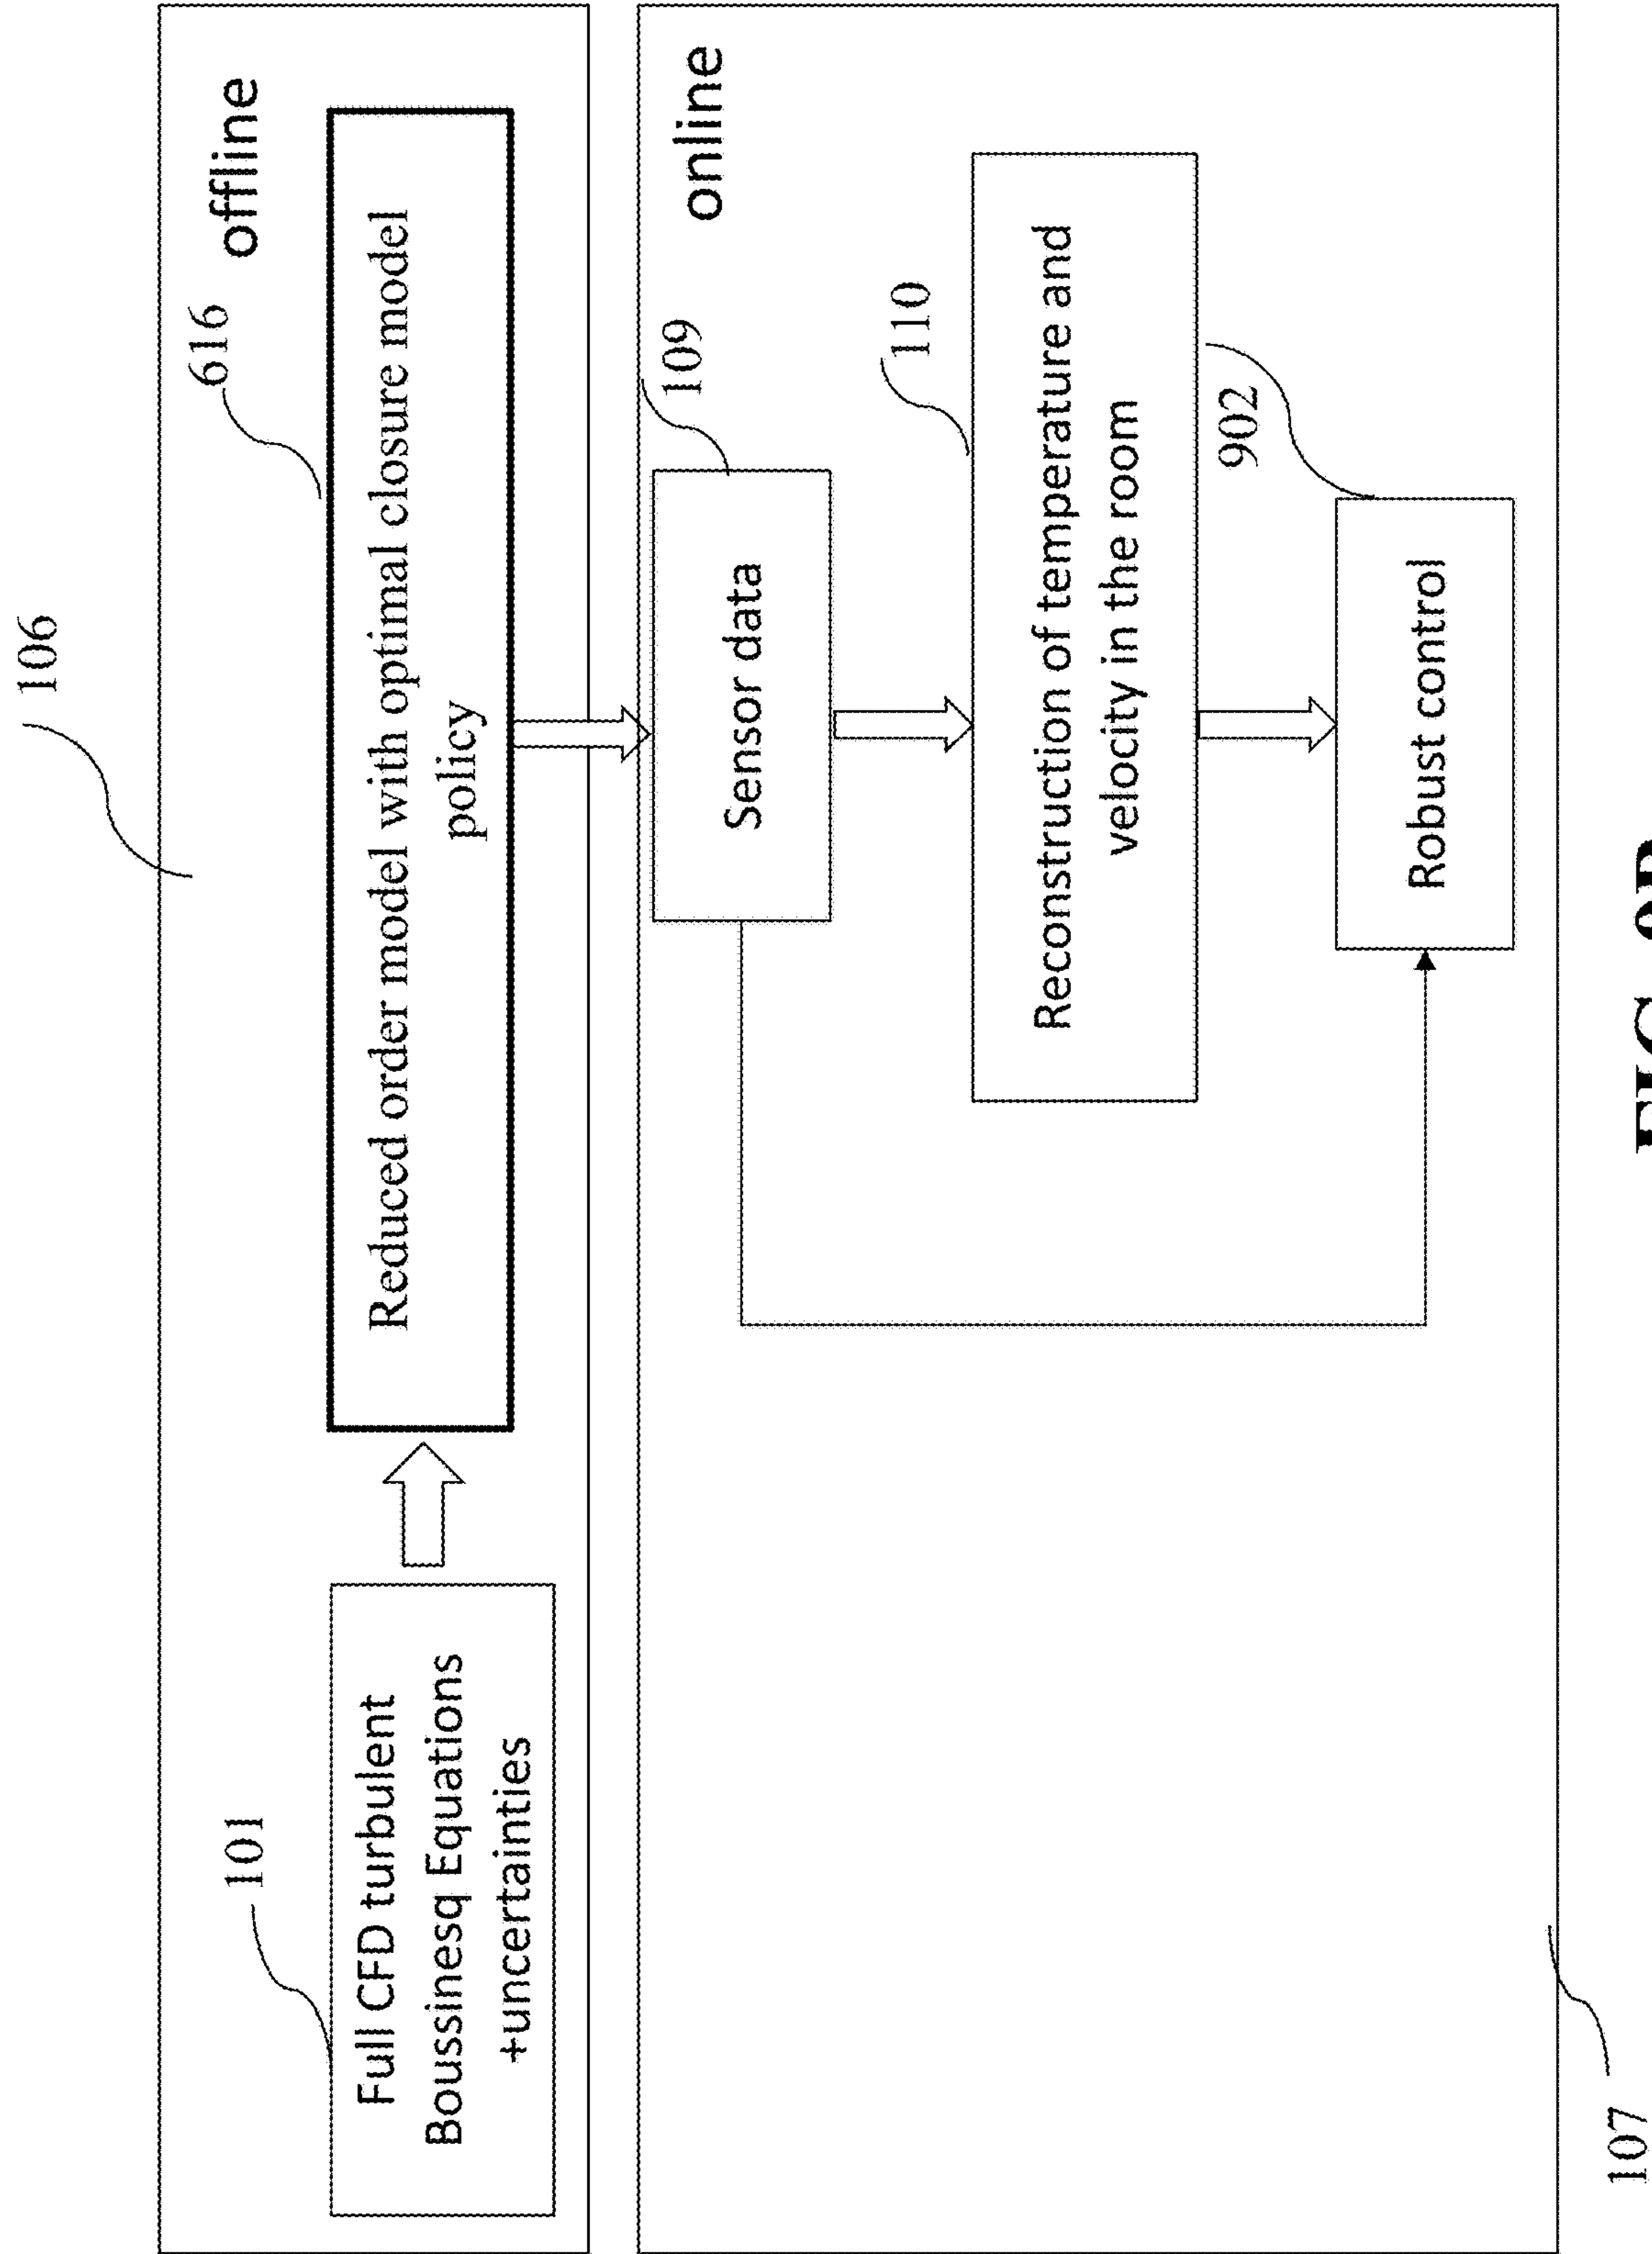 106
616
offline
101
Full CFD turbulent
Boussinesq Equations
+uncertainties
Reduced order model with optimal closure model
policy
109
online
Sensor data
110
Reconstruction of temperature and
velocity in the room
902
Robust control
107
FIG.